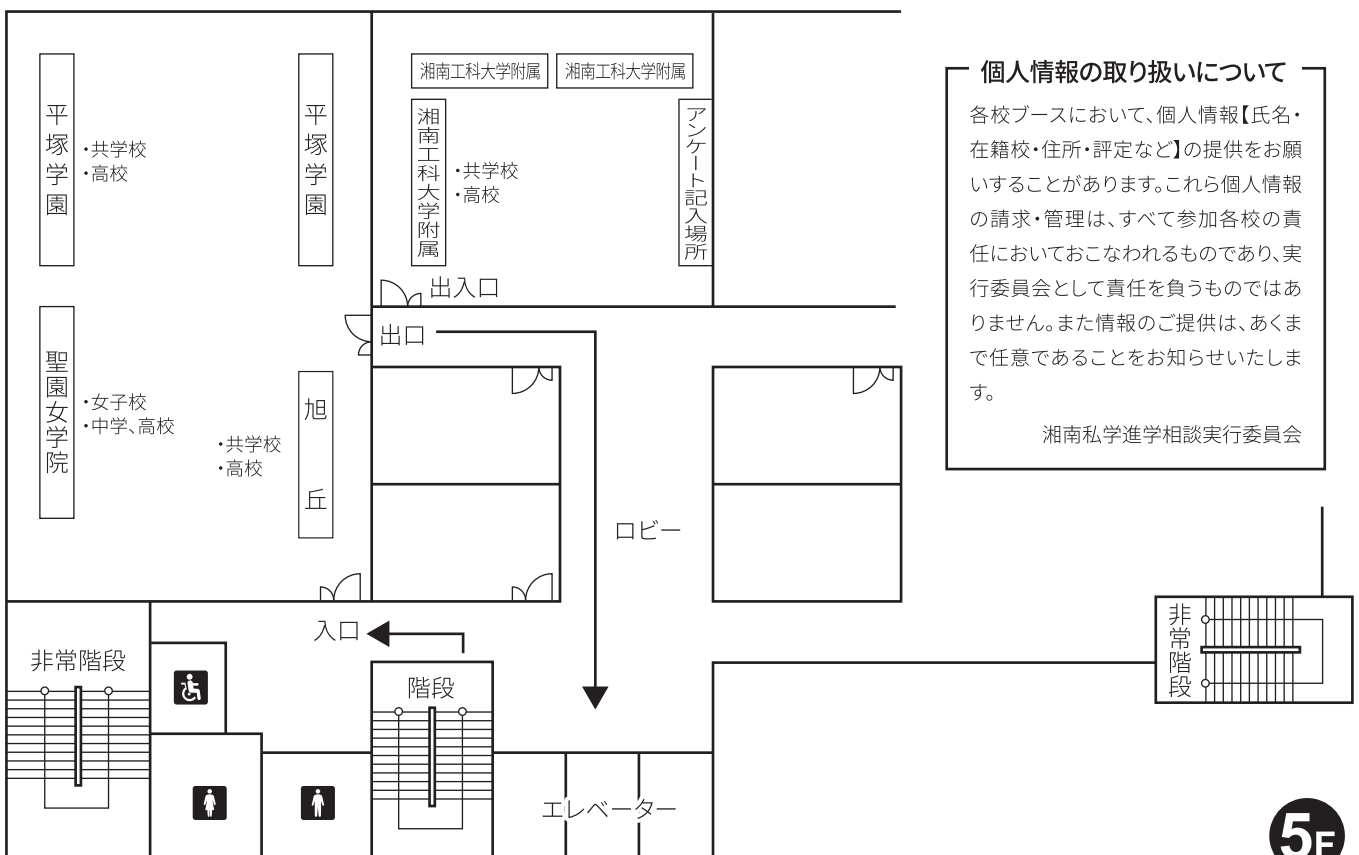 平塚学園
・共学校
・高校
平塚学園
湘南工科大学附属
湘南工科大学附属
湘南工科大学附属
・共学校
・高校
アンケート記入場所
出入口
出口
聖園女学院
・女子校
・中学、高校
・共学校
・高校
旭丘
ロビー
入口
非常階段
階段
エレベーター
非常階段
個人情報の取り扱いについて
各校ブースにおいて、個人情報【氏名・
在籍校・住所・評定など】の提供をお願
いすることがあります。これら個人情報
の請求・管理は、すべて参加各校の責
任においておこなわれるものであり、実
行委員会として責任を負うものではあ
りません。また情報のご提供は、あくま
で任意であることをお知らせいたしま
す。
湘南私学進学相談実行委員会
5F